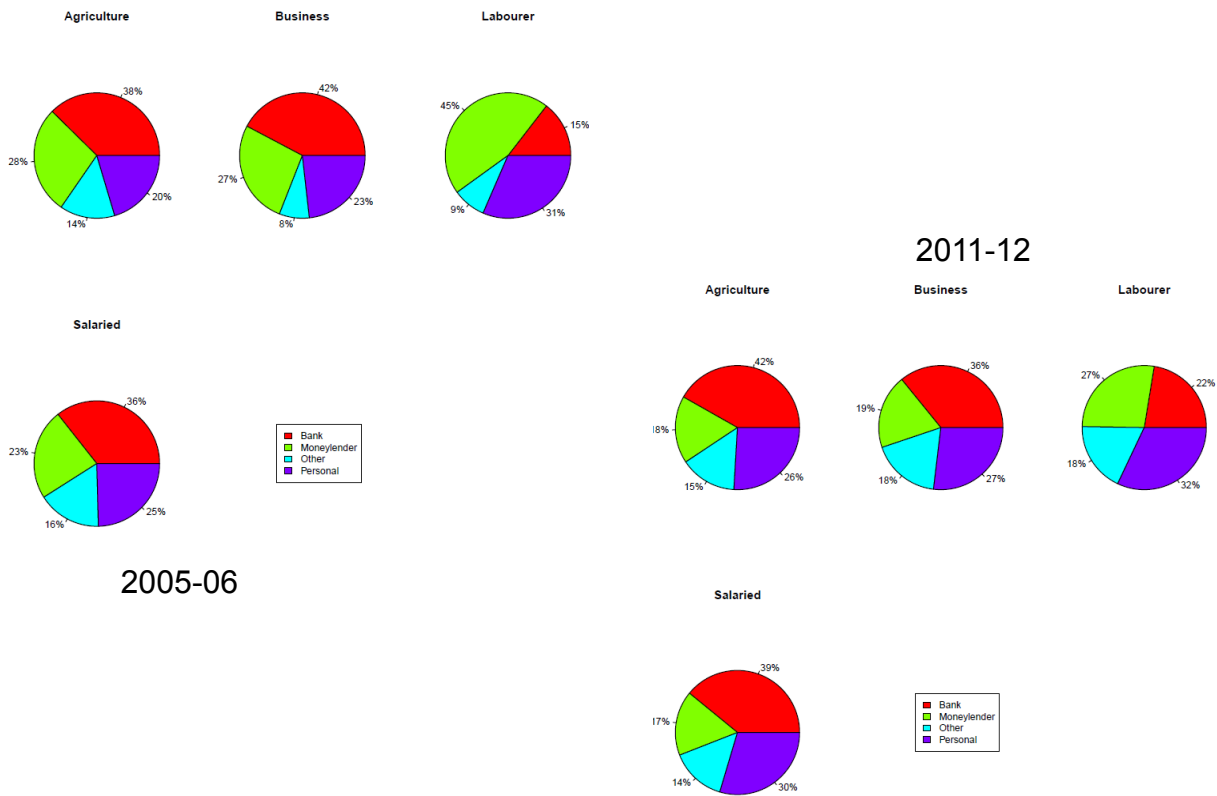 Agriculture Business Labourer
38%
28%
14%
20%
42%
27%
8%
23%
45%
15%
9%
31%
Salaried
36%
23%
16%
25%
Bank
Moneylender
Other
Personal
2005-06
2011-12
Agriculture Business Labourer
42%
18%
15%
26%
36%
19%
18%
27%
27%
22%
18%
32%
Salaried
39%
17%
14%
30%
Bank
Moneylender
Other
Personal